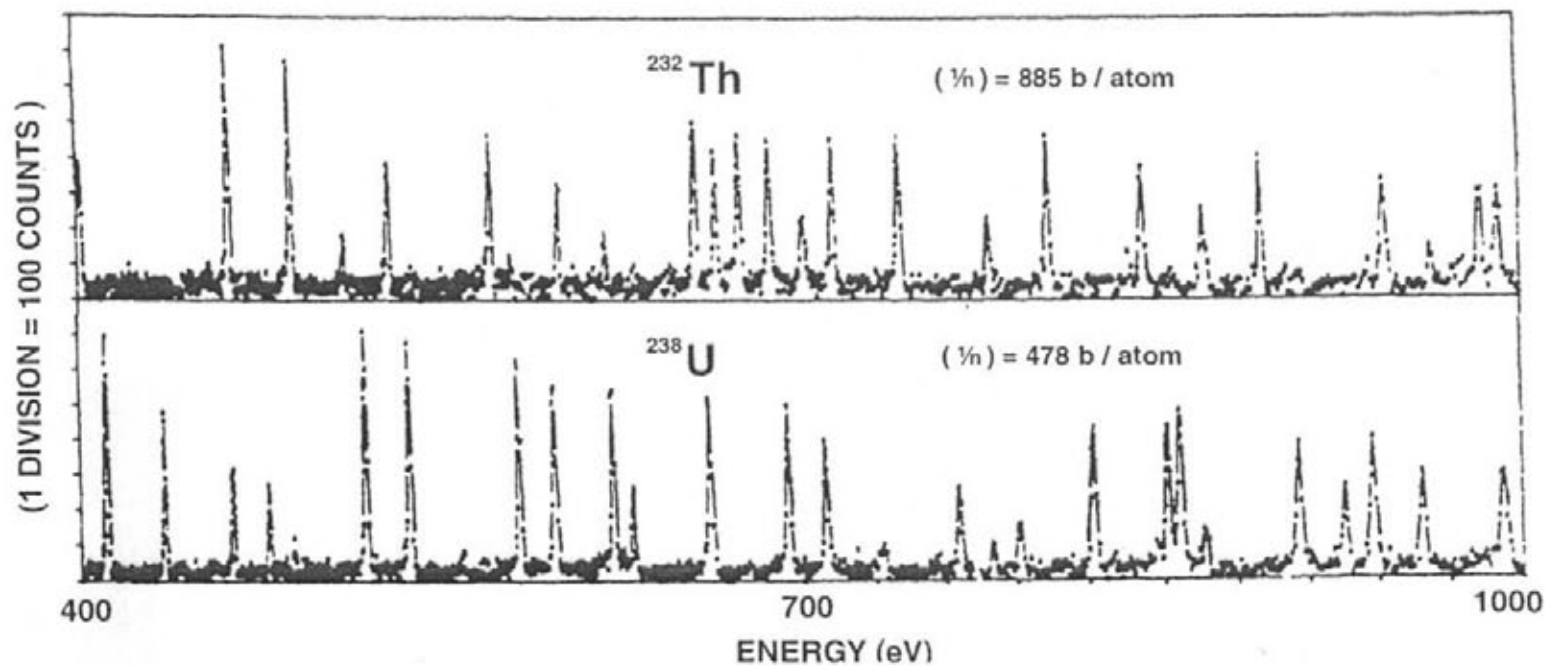 (1 DIVISION = 100 COUNTS)
²³²Th
(⅟n) = 885 b / atom
²³⁸U
(⅟n) = 478 b / atom
400
700
1000
ENERGY (eV)